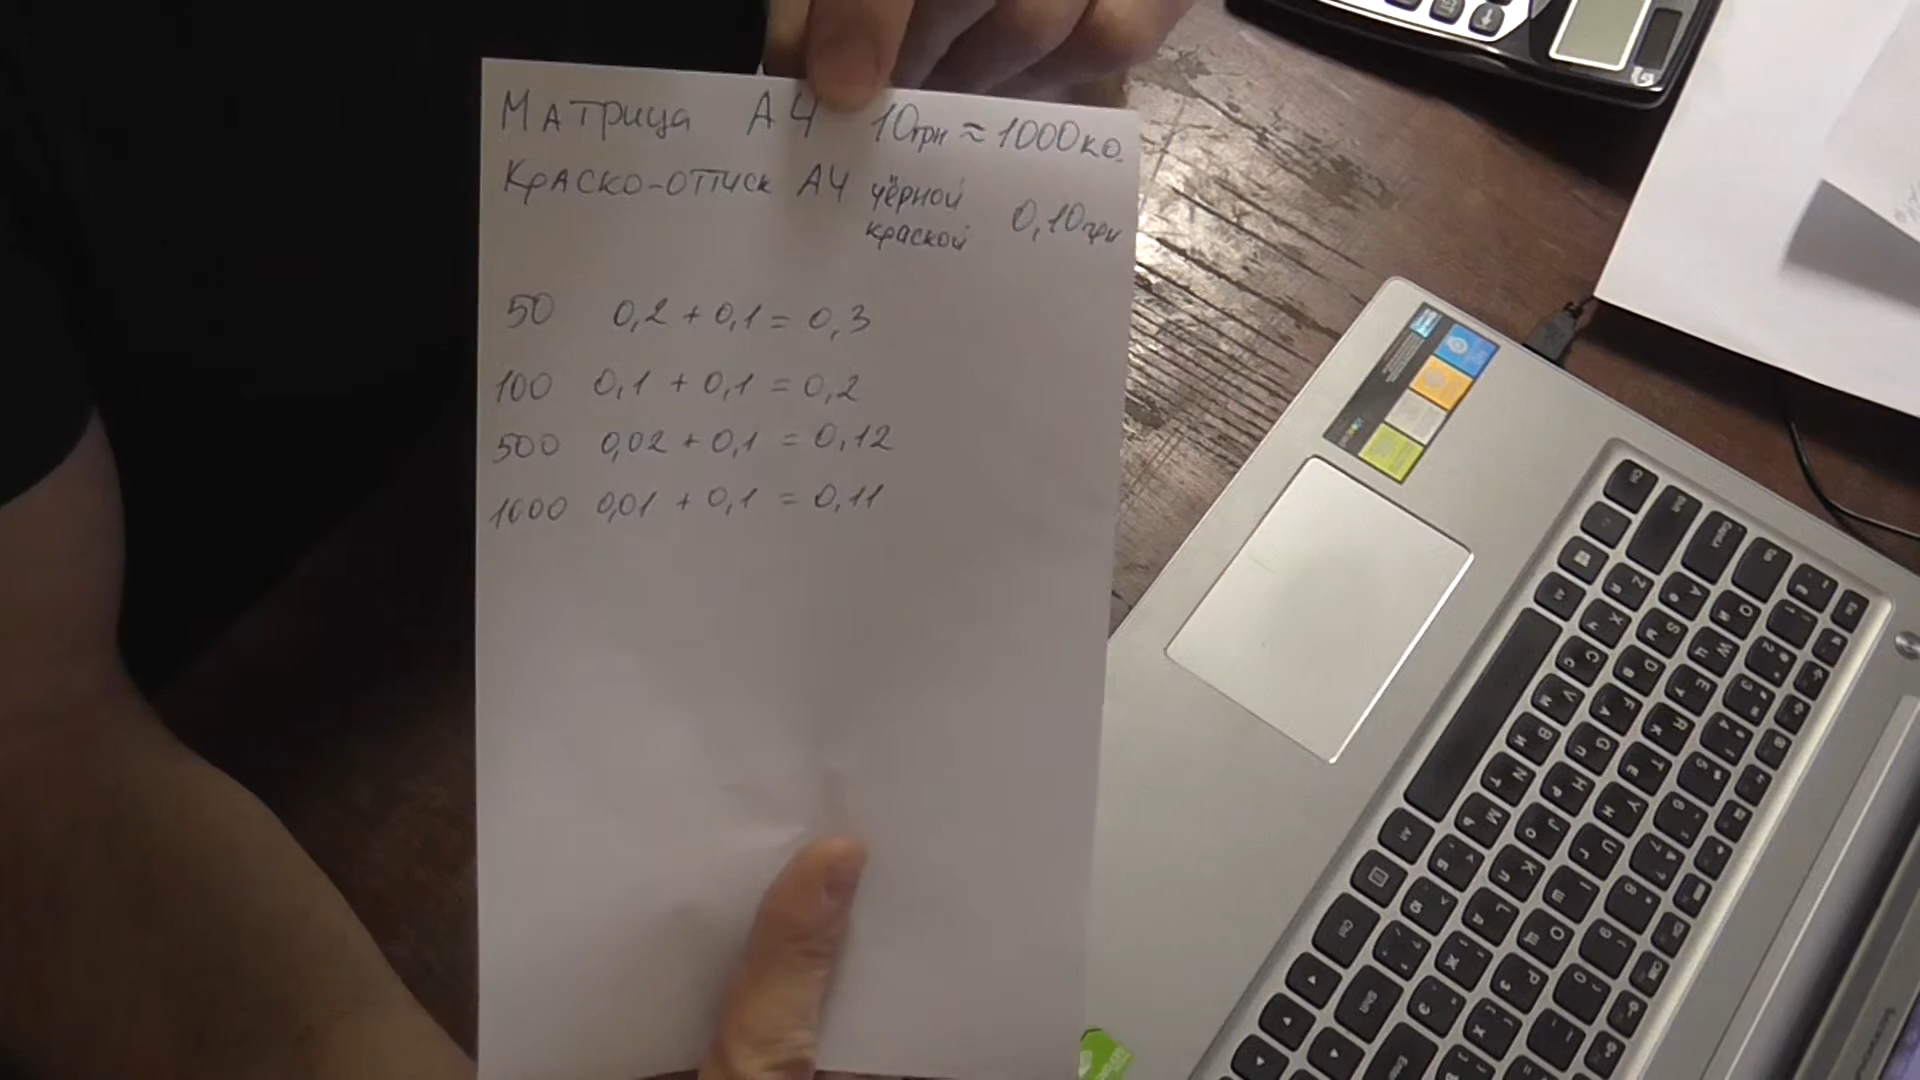 Матрица А4 10грн ≈ 1000ко.
Краско-оттиск А4 чёрной краской 0,10грн
50 0,2 + 0,1 = 0,3
100 0,1 + 0,1 = 0,2
500 0,02 + 0,1 = 0,12
1000 0,01 + 0,1 = 0,11